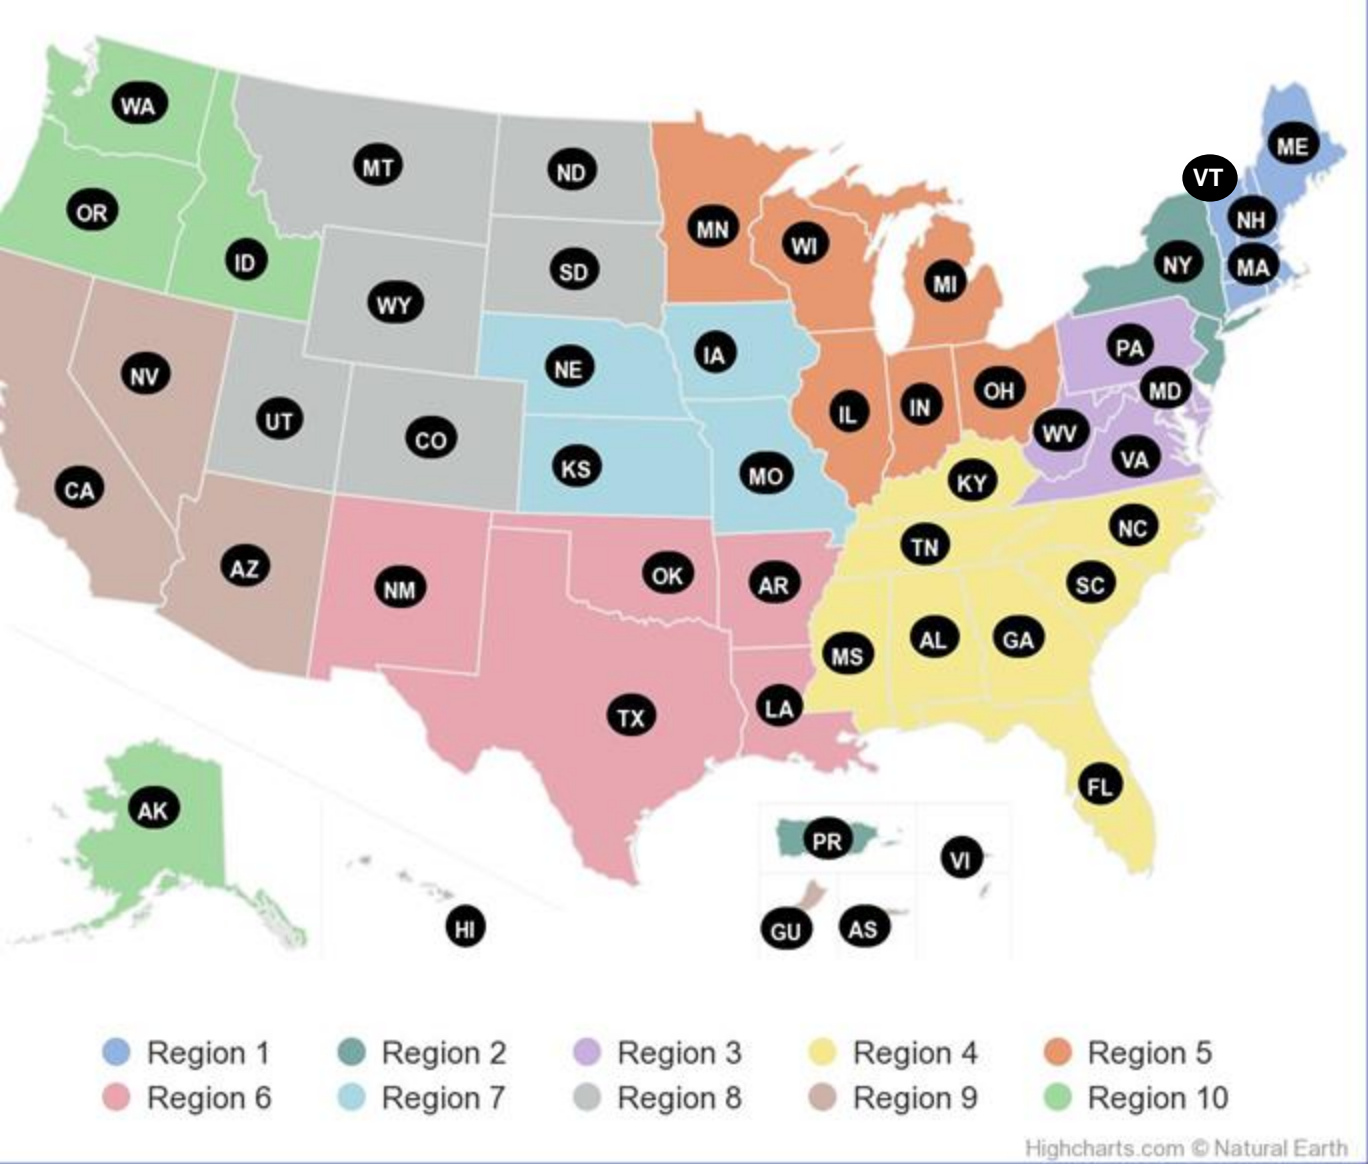 WA
MT
ND
ME
VT
OR
MN
NH
WI
ID
SD
MI
NY
MA
WY
IA
PA
NV
NE
OH
MD
UT
CO
IL
IN
WV
KS
MO
VA
CA
KY
NC
TN
AZ
NM
OK
AR
SC
MS
AL
GA
TX
LA
FL
AK
PR
VI
HI
GU
AS
Region 1 Region 2 Region 3 Region 4 Region 5
Region 6 Region 7 Region 8 Region 9 Region 10
Highcharts.com © Natural Earth